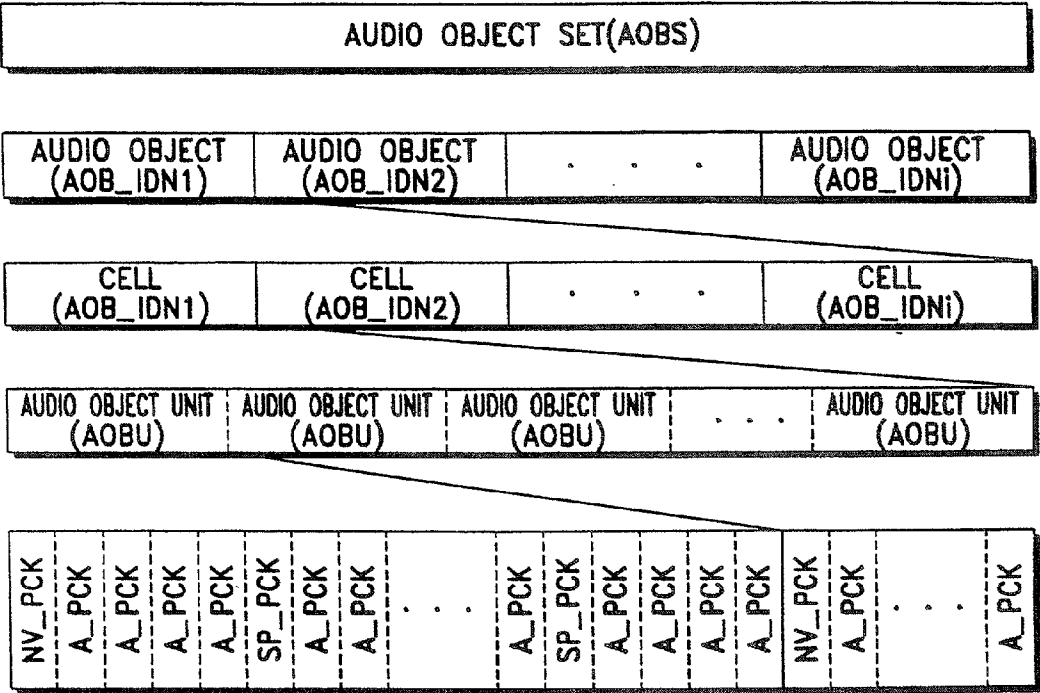 AUDIO OBJECT SET(AOBS)
AUDIO OBJECT
(AOB_IDN1)
AUDIO OBJECT
(AOB_IDN2)
. . .
AUDIO OBJECT
(AOB_IDNi)
CELL
(AOB_IDN1)
CELL
(AOB_IDN2)
. . .
CELL
(AOB_IDNi)
AUDIO OBJECT UNIT
(AOBU)
AUDIO OBJECT UNIT
(AOBU)
AUDIO OBJECT UNIT
(AOBU)
. . .
AUDIO OBJECT UNIT
(AOBU)
NV_PCK
A_PCK
A_PCK
A_PCK
A_PCK
SP_PCK
A_PCK
A_PCK
. . .
A_PCK
SP_PCK
A_PCK
A_PCK
A_PCK
A_PCK
NV_PCK
A_PCK
. . .
A_PCK